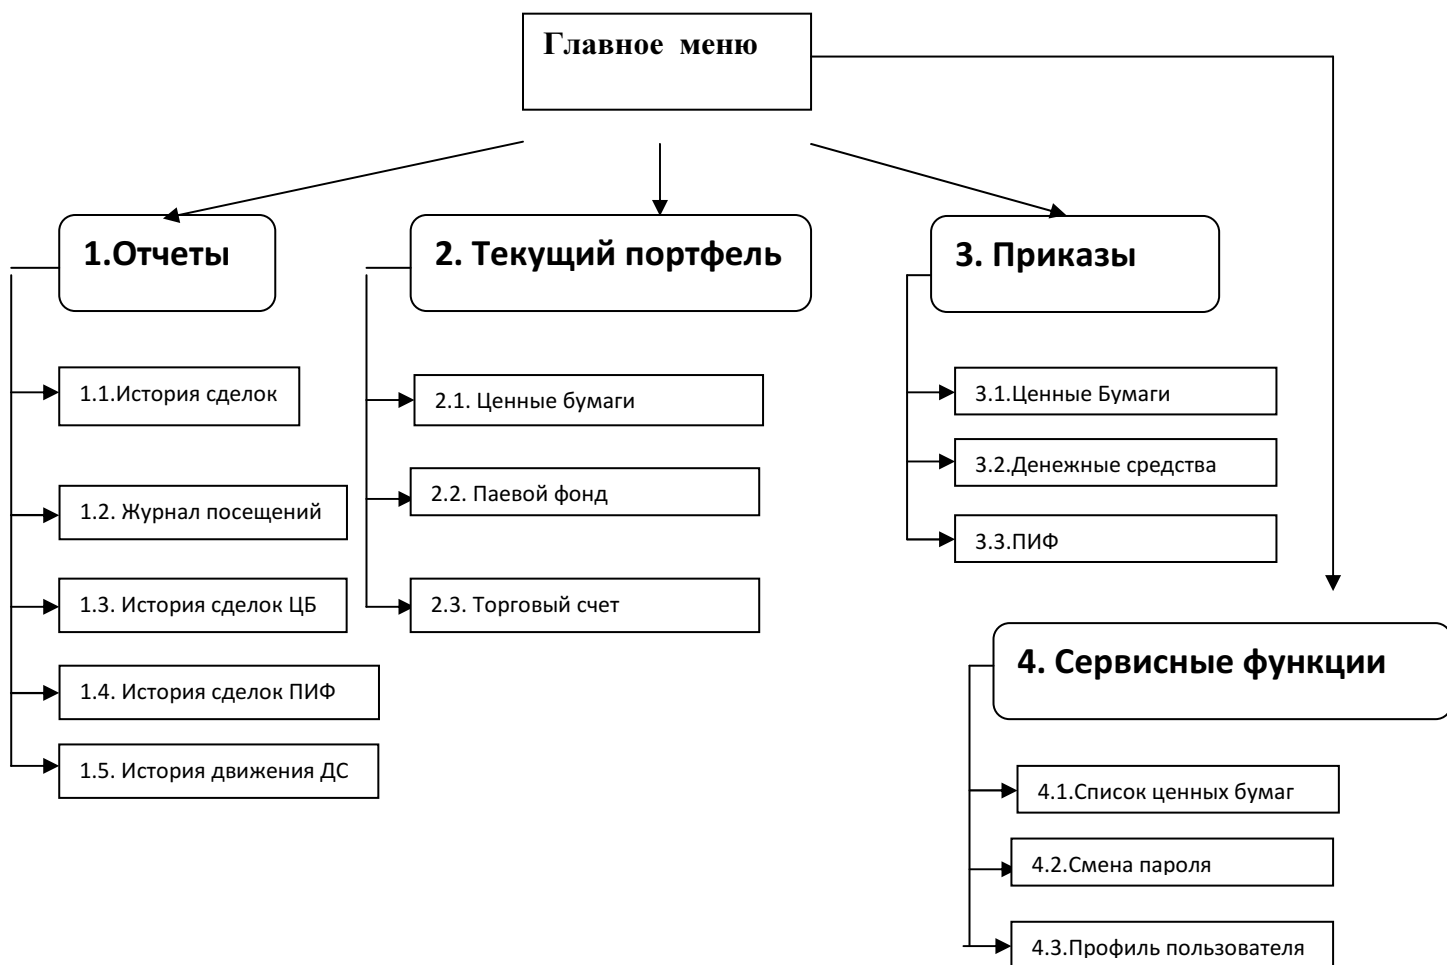 Главное меню
1.Отчеты
1.1.История сделок
1.2. Журнал посещений
1.3. История сделок ЦБ
1.4. История сделок ПИФ
1.5. История движения ДС
2. Текущий портфель
2.1. Ценные бумаги
2.2. Паевой фонд
2.3. Торговый счет
3. Приказы
3.1.Ценные Бумаги
3.2.Денежные средства
3.3.ПИФ
4. Сервисные функции
4.1.Список ценных бумаг
4.2.Смена пароля
4.3.Профиль пользователя